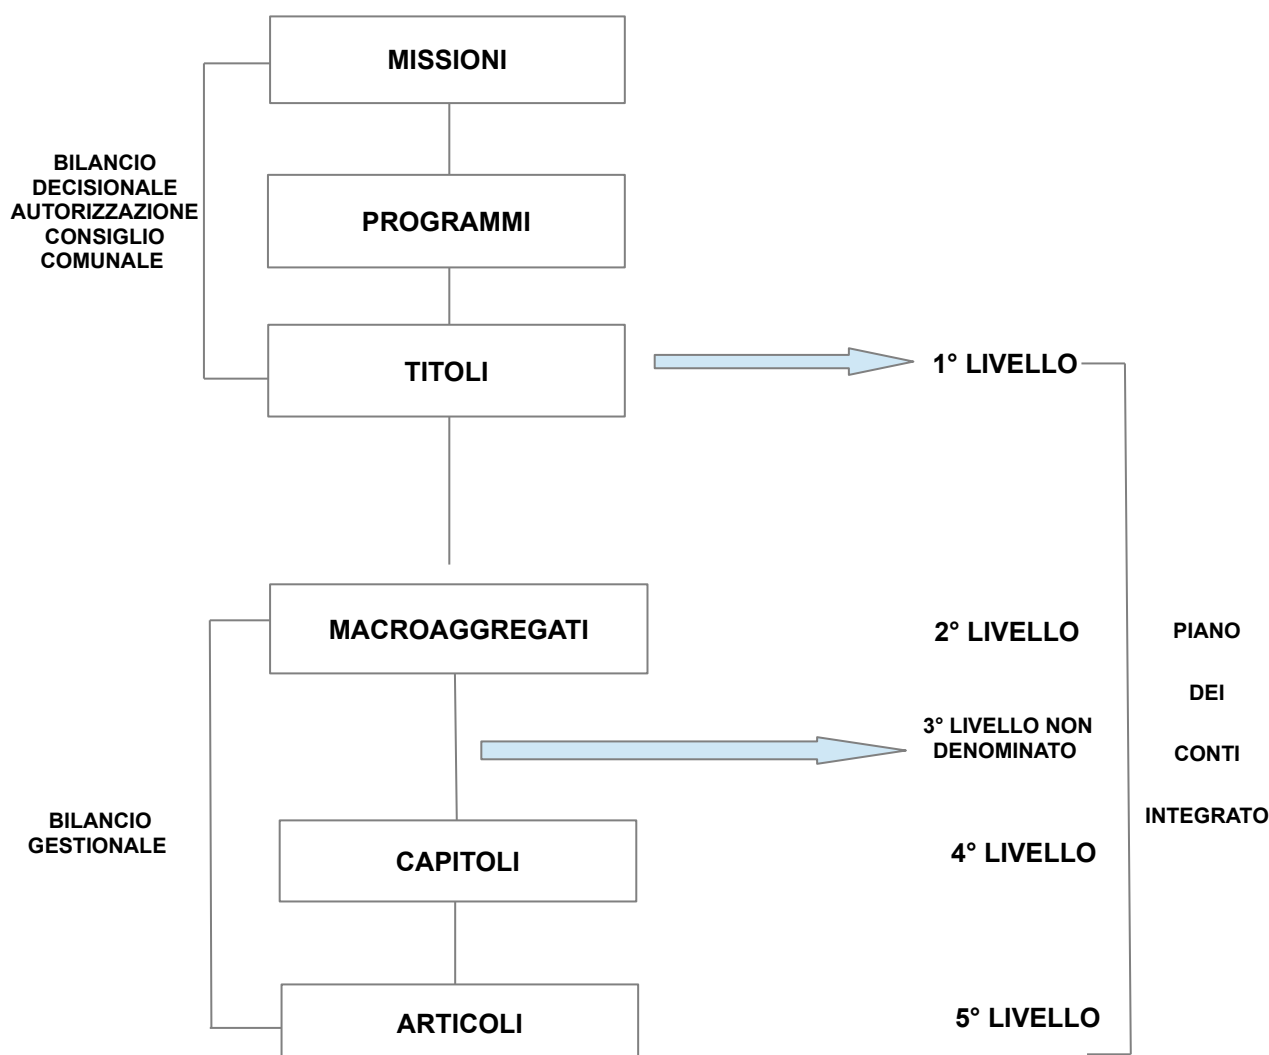 MISSIONI
BILANCIO
DECISIONALE
AUTORIZZAZIONE
CONSIGLIO
COMUNALE
PROGRAMMI
TITOLI
1° LIVELLO
MACROAGGREGATI
2° LIVELLO
PIANO
DEI
CONTI
INTEGRATO
3° LIVELLO NON
DENOMINATO
BILANCIO
GESTIONALE
CAPITOLI
4° LIVELLO
ARTICOLI
5° LIVELLO